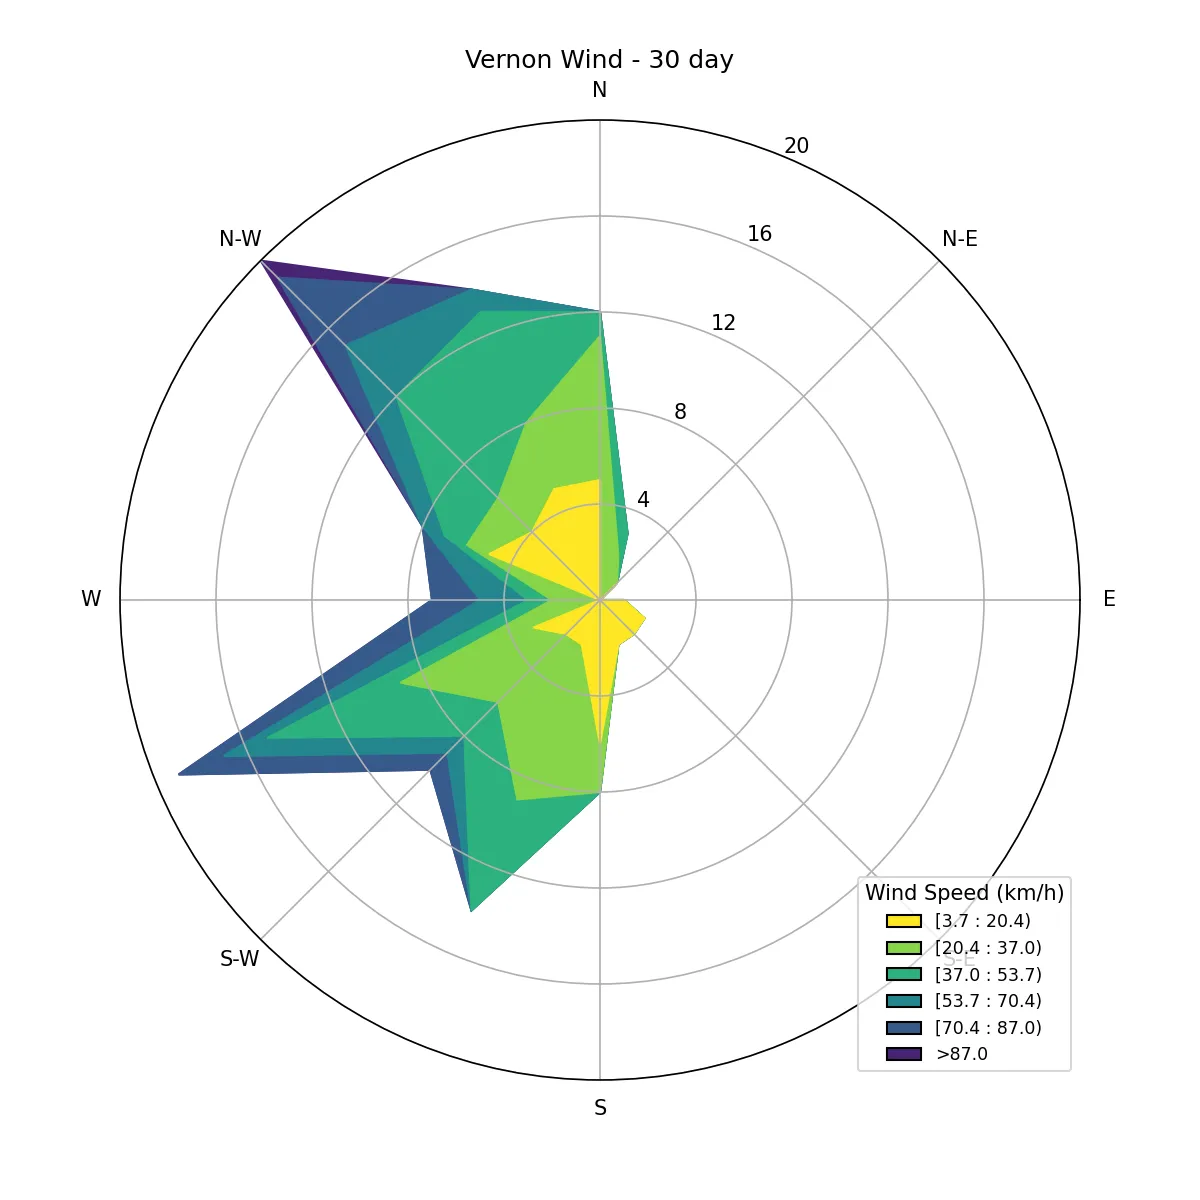 Vernon Wind - 30 day
N
20
N-W
N-E
16
12
8
4
W
E
Wind Speed (km/h)
[3.7 : 20.4)
[20.4 : 37.0)
S-W
S-E
[37.0 : 53.7)
[53.7 : 70.4)
[70.4 : 87.0)
>87.0
S